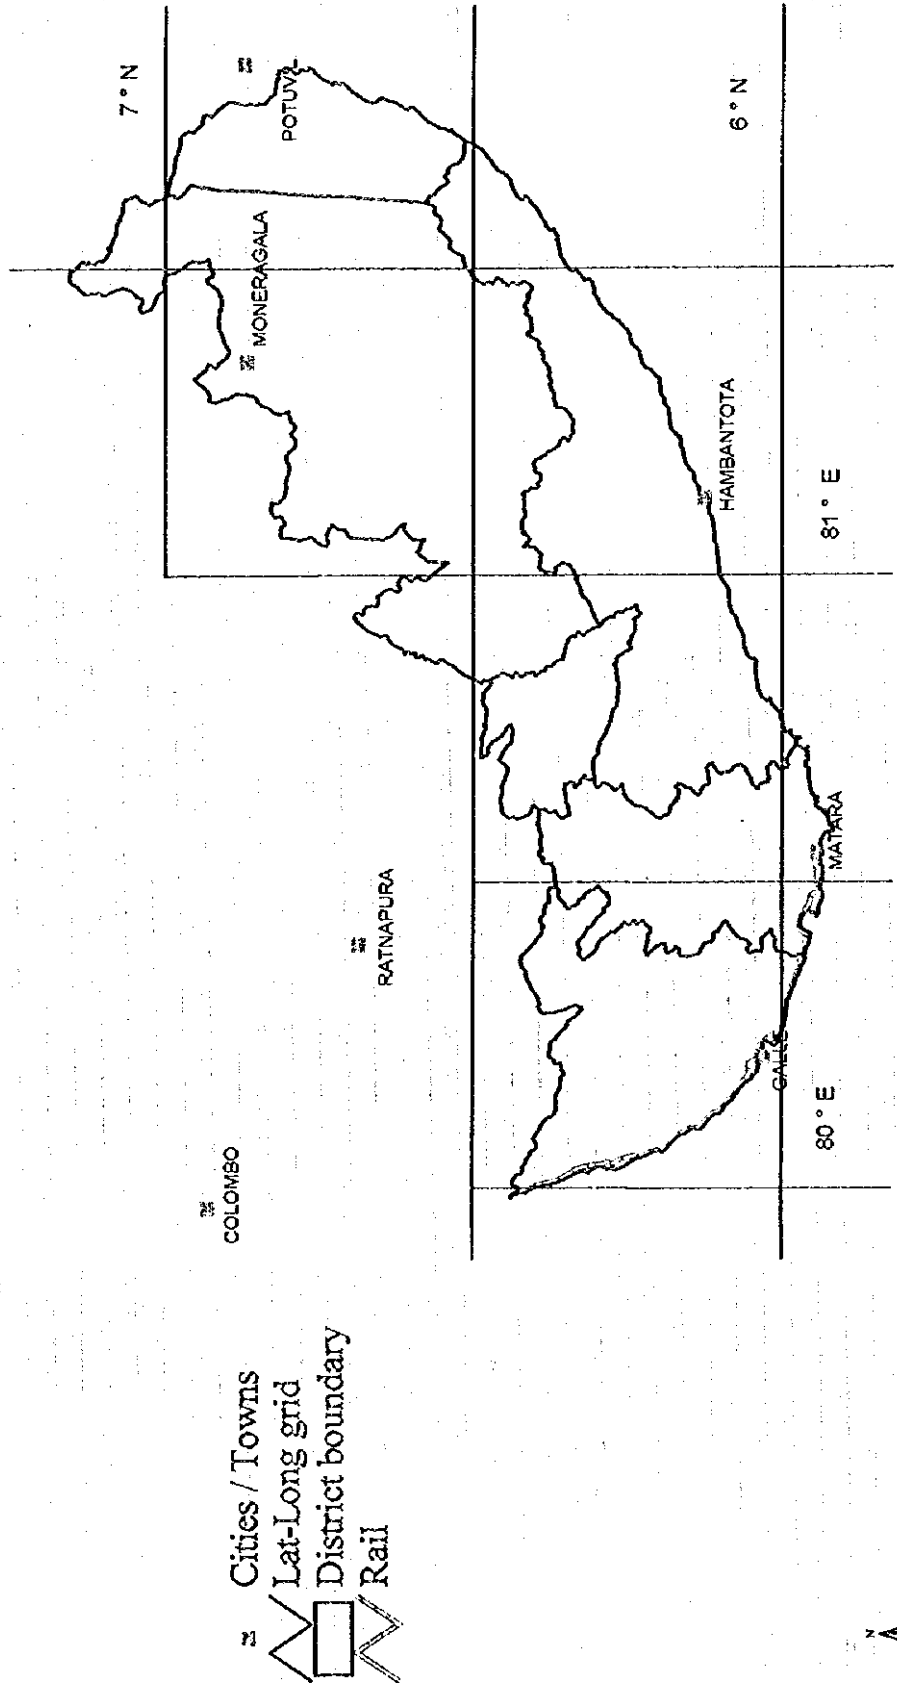 7° N
COLOMBO
MONERAGALA
POTUVIL
RATNAPURA
HAMBANTOTA
6° N
GALLE
MATARA
80° E
81° E
Cities / Towns
Lat-Long grid
District boundary
Rail
N